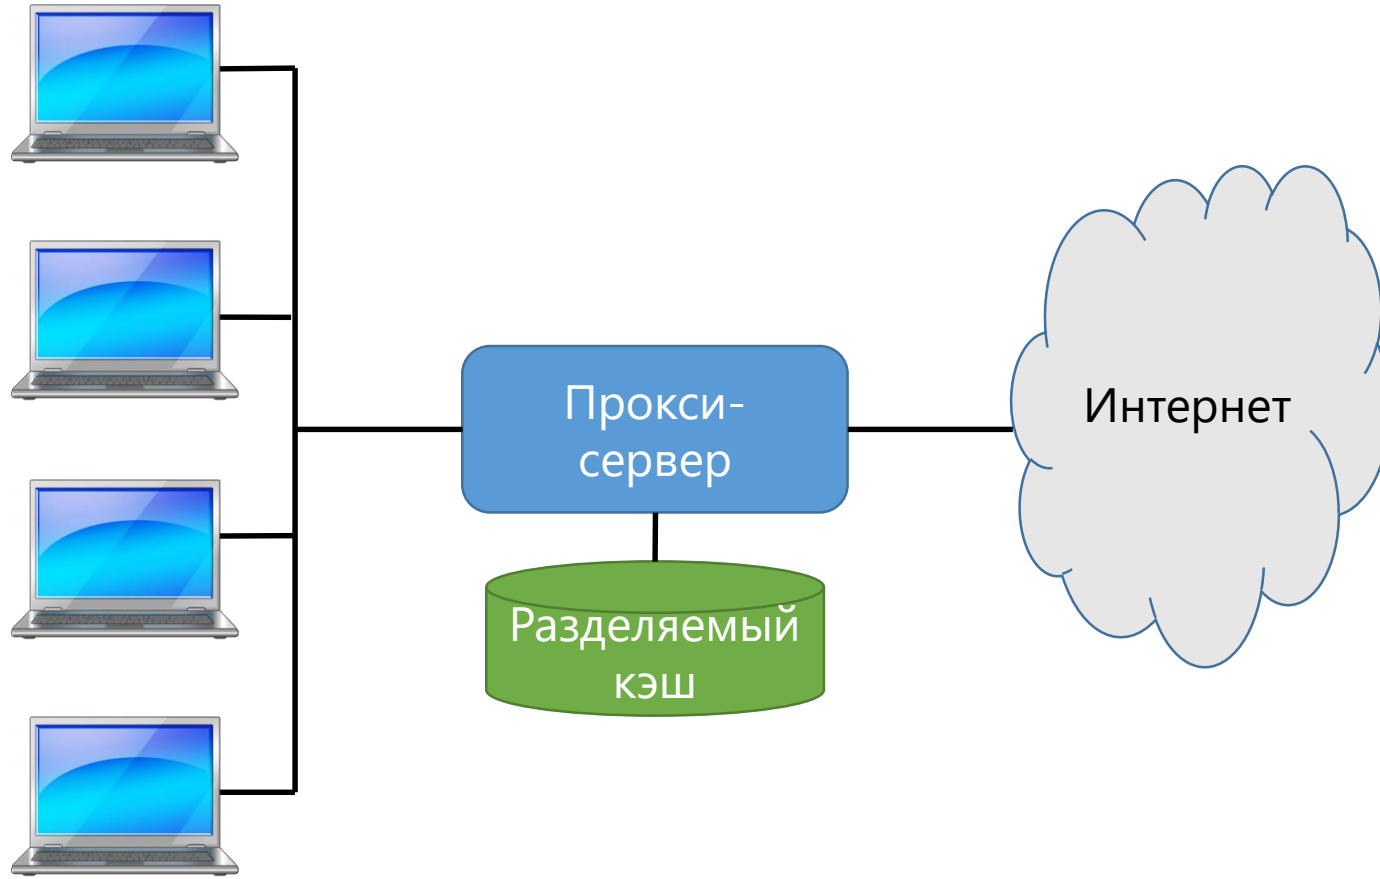 Прокси-
сервер
Интернет
Разделяемый
кэш